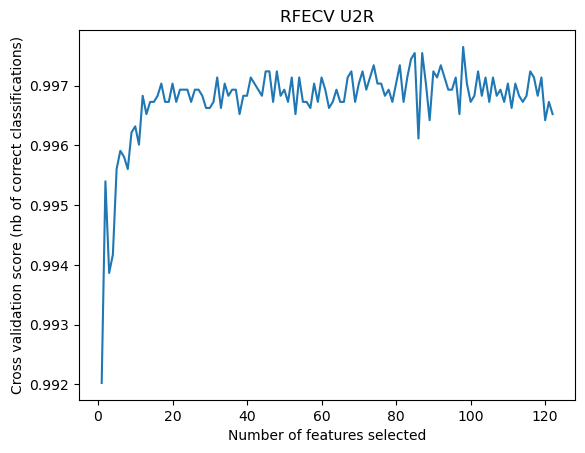 RFECV U2R
Cross validation score (nb of correct classifications)
0.997
0.996
0.995
0.994
0.993
0.992
0 20 40 60 80 100 120
Number of features selected